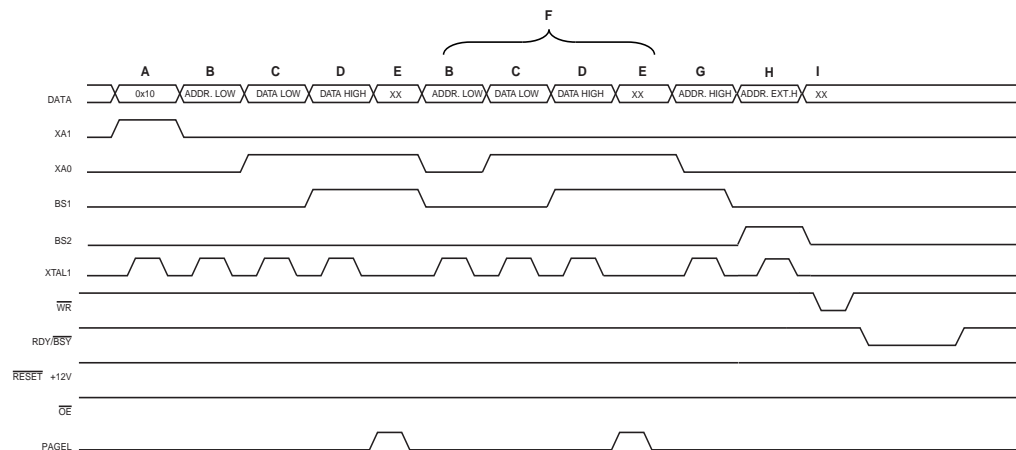 F
A B C D E B C D E G H I
DATA 0x10 ADDR. LOW DATA LOW DATA HIGH XX ADDR. LOW DATA LOW DATA HIGH XX ADDR. HIGH ADDR. EXT.H XX
XA1
XA0
BS1
BS2
XTAL1
WR
RDY/BSY
RESET +12V
OE
PAGEL